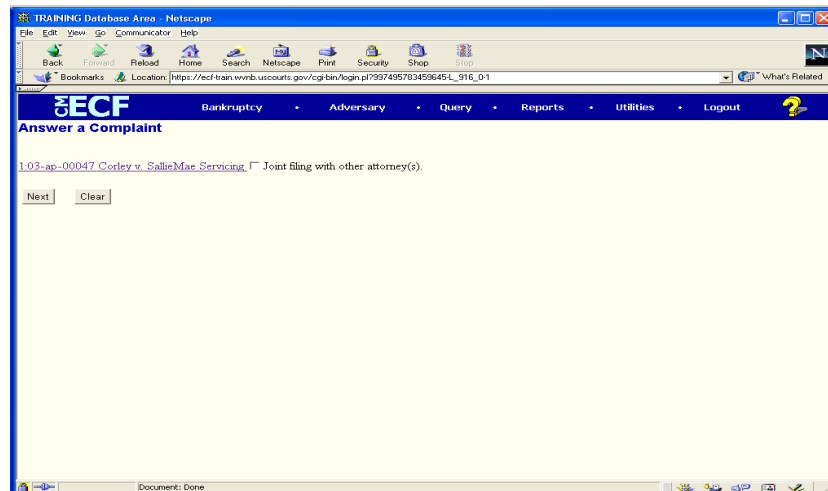 TRAINING Database Area - Netscape
File Edit View Go Communicator Help
Back Forward Reload Home Search Netscape Print Security Shop Stop
Bookmarks Location: https://ecf-train.wvnb.uscourts.gov/cgi-bin/login.pl?997495783459645-L_916_0-1 What's Related
CM ECF Bankruptcy • Adversary • Query • Reports • Utilities • Logout ?
Answer a Complaint
1:03-ap-00047 Corley v. SallieMae Servicing Joint filing with other attorney(s).
Next Clear
Document: Done